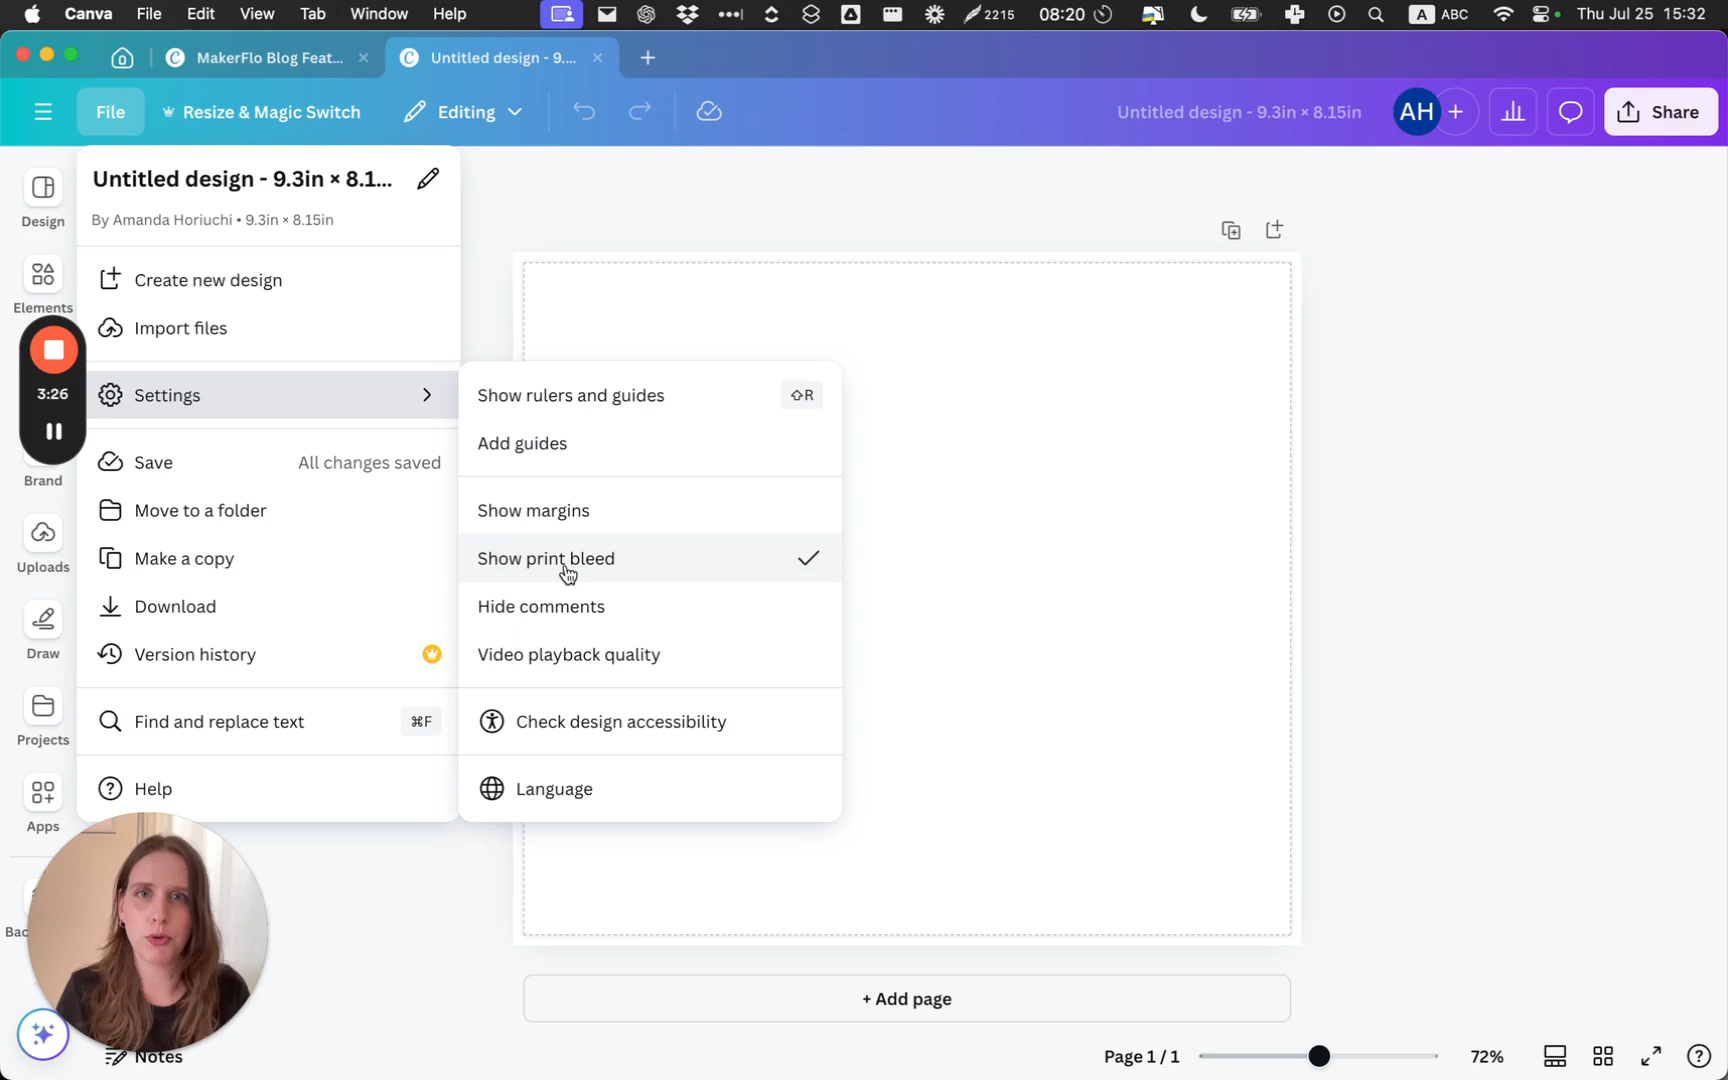 Canva File Edit View Tab Window Help 2215 08:20 A ABC Thu Jul 25 15:32
MakerFlo Blog Feat... Untitled design - 9....
File Resize & Magic Switch Editing Untitled design - 9.3in × 8.15in AH Share
Untitled design - 9.3in × 8.1...
By Amanda Horiuchi • 9.3in × 8.15in
Design
Elements
Brand
Uploads
Draw
Projects
Apps
3:26
Create new design
Import files
Settings
Save All changes saved
Move to a folder
Make a copy
Download
Version history
Find and replace text ⌘F
Help
Show rulers and guides ⇧R
Add guides
Show margins
Show print bleed
Hide comments
Video playback quality
Check design accessibility
Language
+ Add page
Notes
Page 1 / 1 72%